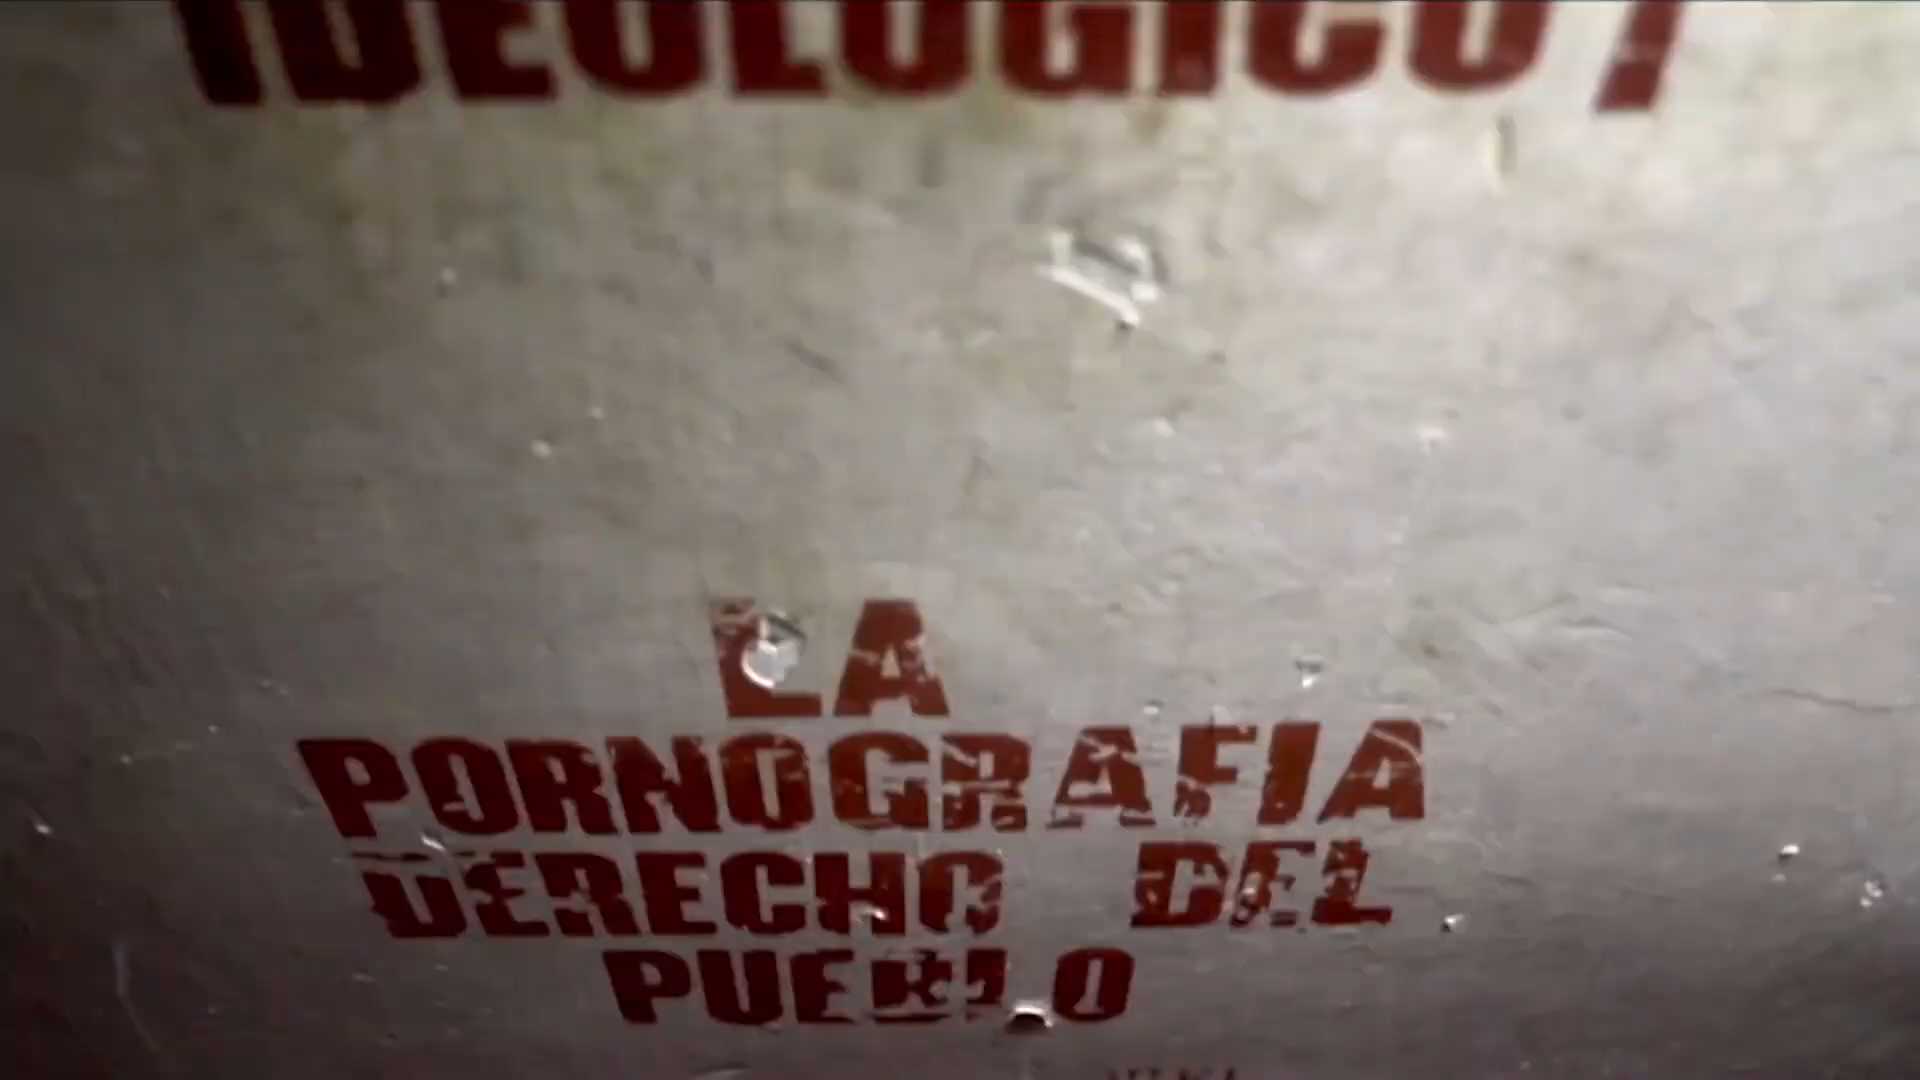 IDEOLOGICO!
LA
PORNOGRAFIA
DERECHO DEL
PUEBLO